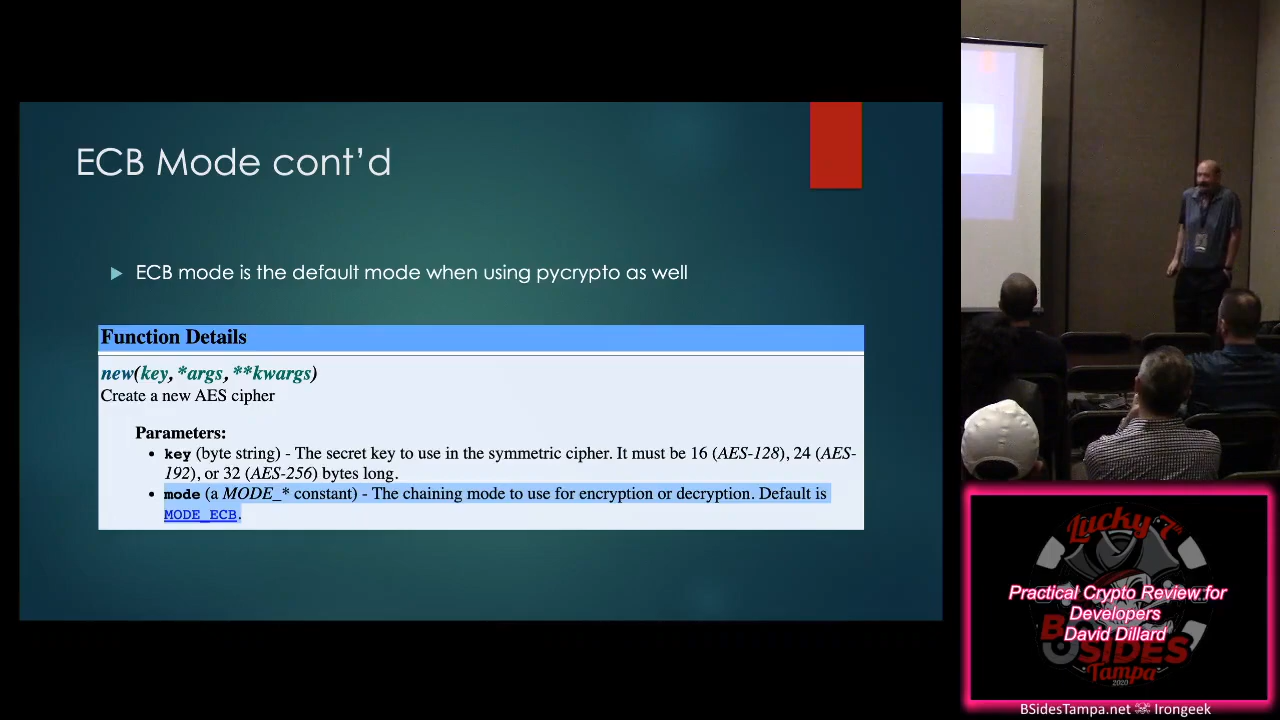 ECB Mode cont’d
ECB mode is the default mode when using pycrypto as well
Function Details
new(key, *args, **kwargs)
Create a new AES cipher
Parameters:
key (byte string) - The secret key to use in the symmetric cipher. It must be 16 (AES-128), 24 (AES-
192), or 32 (AES-256) bytes long.
mode (a MODE_* constant) - The chaining mode to use for encryption or decryption. Default is
MODE_ECB.
Lucky 7th
Practical Crypto Review for
Developers
David Dillard
BSIDES
Tampa
2020
BSidesTampa.net Irongeek